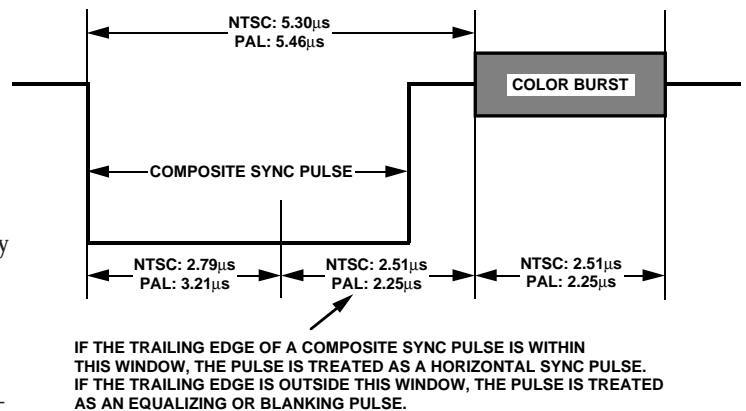 NTSC: 5.30μs
PAL: 5.46μs
COLOR BURST
COMPOSITE SYNC PULSE
y
NTSC: 2.79μs
PAL: 3.21μs
NTSC: 2.51μs
PAL: 2.25μs
NTSC: 2.51μs
PAL: 2.25μs
IF THE TRAILING EDGE OF A COMPOSITE SYNC PULSE IS WITHIN
THIS WINDOW, THE PULSE IS TREATED AS A HORIZONTAL SYNC PULSE.
IF THE TRAILING EDGE IS OUTSIDE THIS WINDOW, THE PULSE IS TREATED
-
AS AN EQUALIZING OR BLANKING PULSE.